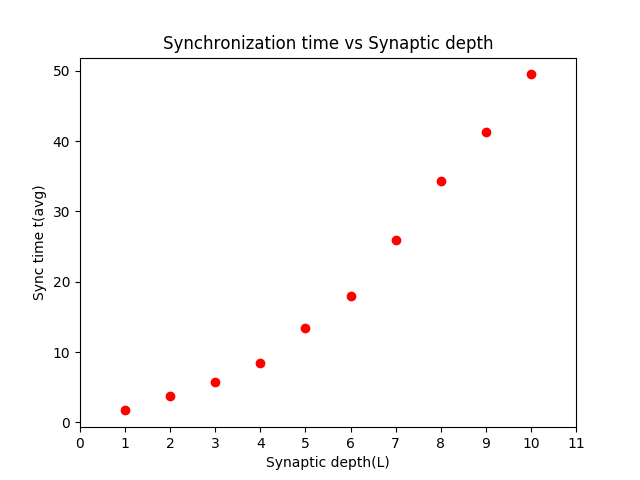 Synchronization time vs Synaptic depth
50
40
30
20
10
0
Sync time t(avg)
0 1 2 3 4 5 6 7 8 9 10 11
Synaptic depth(L)